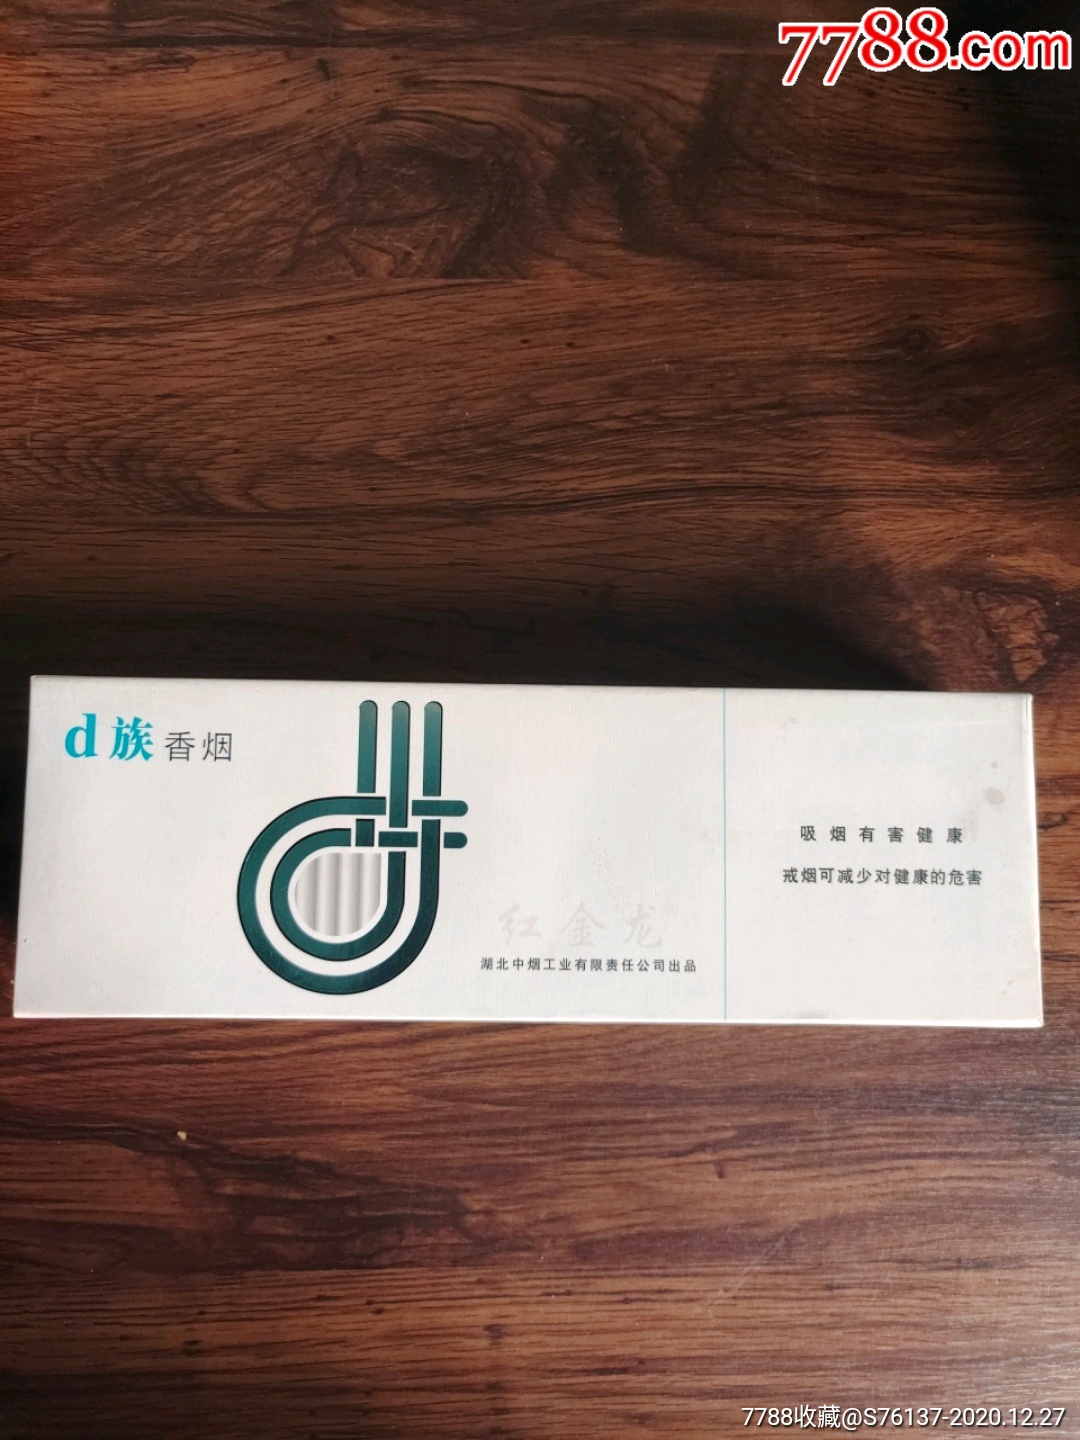 7788.com
d族香烟
吸烟有害健康
戒烟可减少对健康的危害
红金龙®
湖北中烟工业有限责任公司出品
7788收藏@S76137-2020.12.27